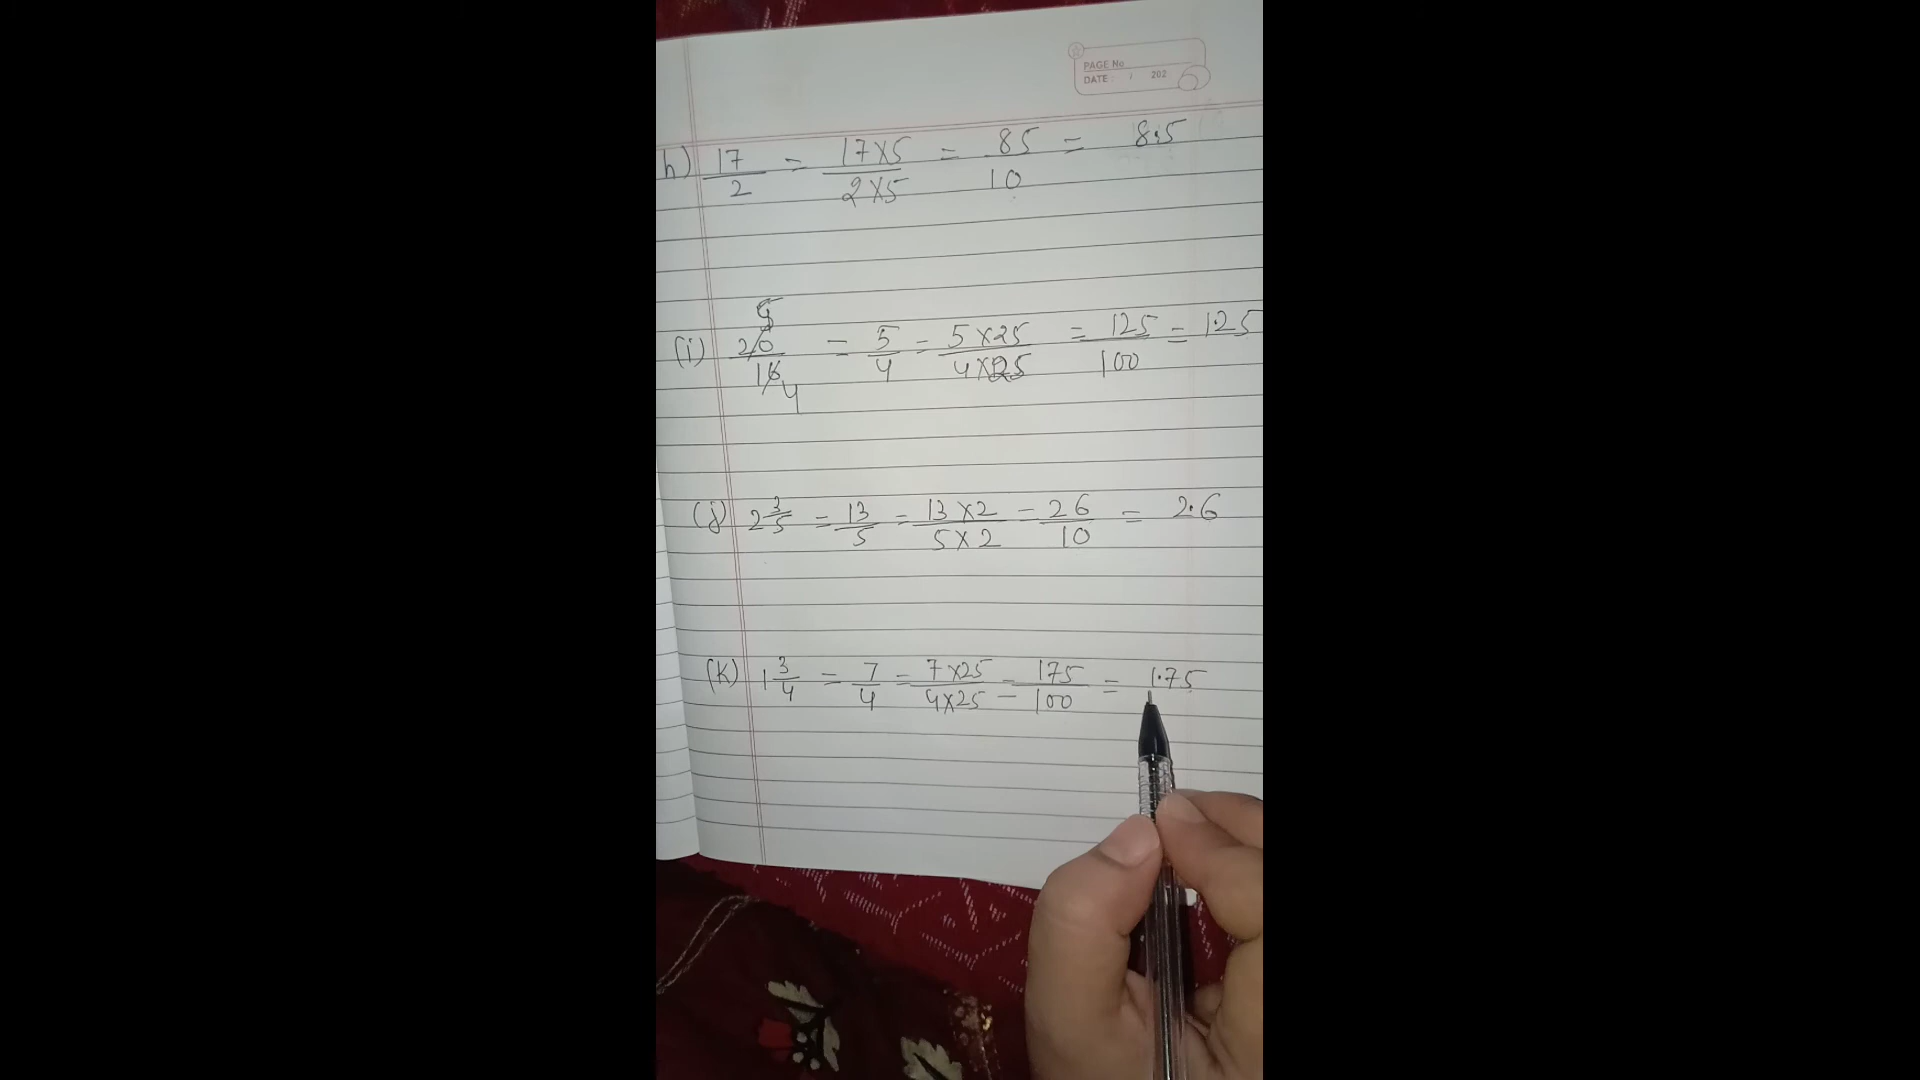 PAGE No
DATE : / 202
h) 17/2 = 17×5/2×5 = 85/10 = 8.5
(i) 20/16 = 5/4 = 5×25/4×25 = 125/100 = 1.25
(j) 2 3/5 = 13/5 = 13×2/5×2 = 26/10 = 2.6
(K) 1 3/4 = 7/4 = 7×25/4×25 = 175/100 = 1.75